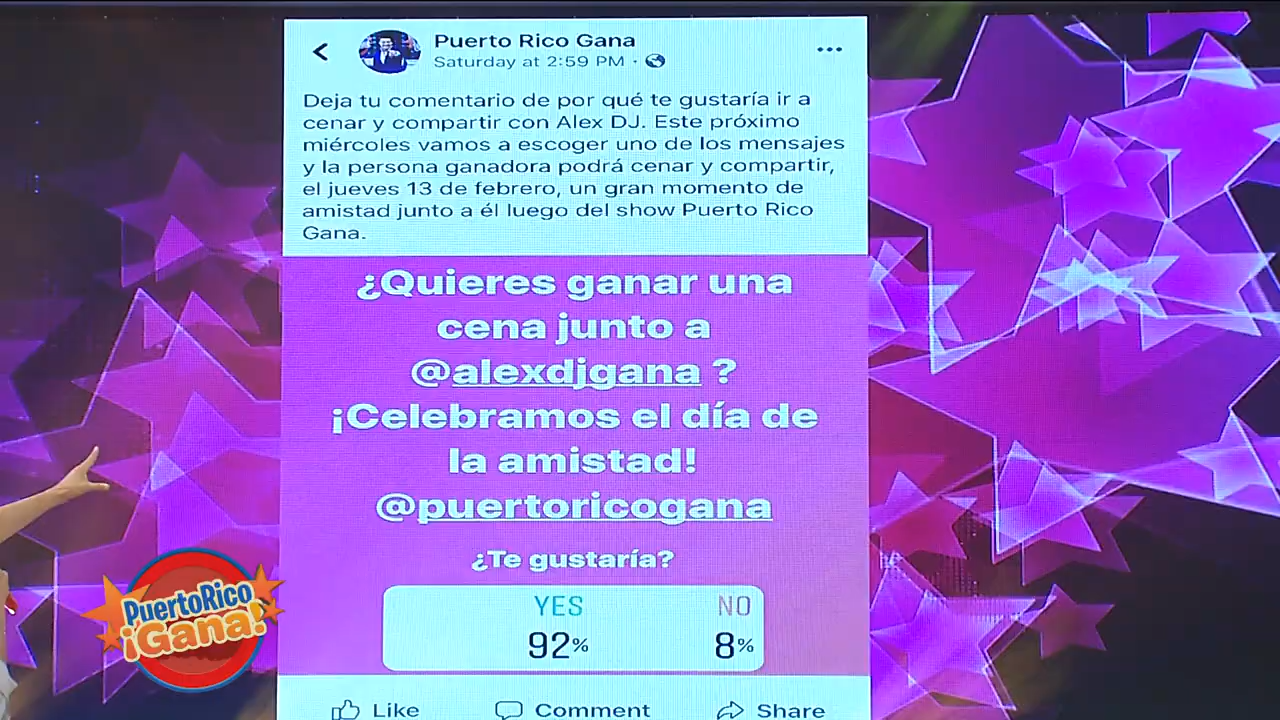 Puerto Rico Gana
Saturday at 2:59 PM ·
Deja tu comentario de por qué te gustaría ir a
cenar y compartir con Alex DJ. Este próximo
miércoles vamos a escoger uno de los mensajes
y la persona ganadora podrá cenar y compartir,
el jueves 13 de febrero, un gran momento de
amistad junto a él luego del show Puerto Rico
Gana.
¿Quieres ganar una
cena junto a
@alexdjgana ?
¡Celebramos el día de
la amistad!
@puertoricogana
¿Te gustaría?
YES NO
92% 8%
Like Comment Share
PuertoRico
¡Gana!